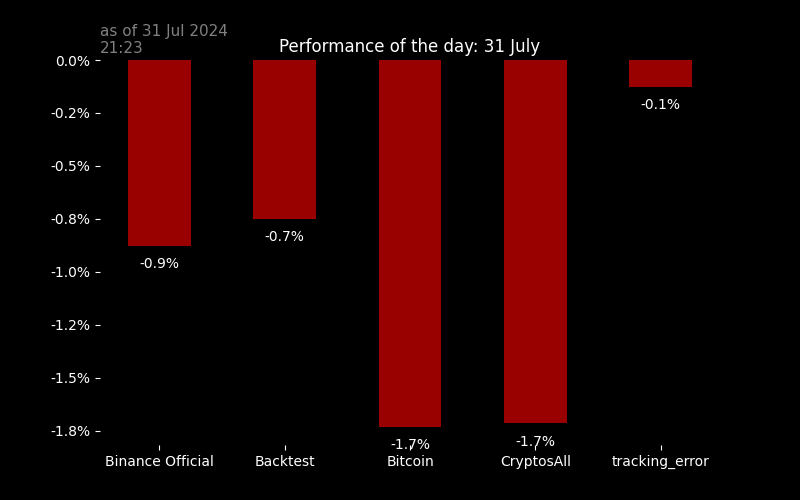 as of 31 Jul 2024
21:23
Performance of the day: 31 July
0.0%
-0.2%
-0.5%
-0.8%
-1.0%
-1.2%
-1.5%
-1.8%
-0.9%
-0.7%
-1.7%
-1.7%
-0.1%
Binance Official
Backtest
Bitcoin
CryptosAll
tracking_error